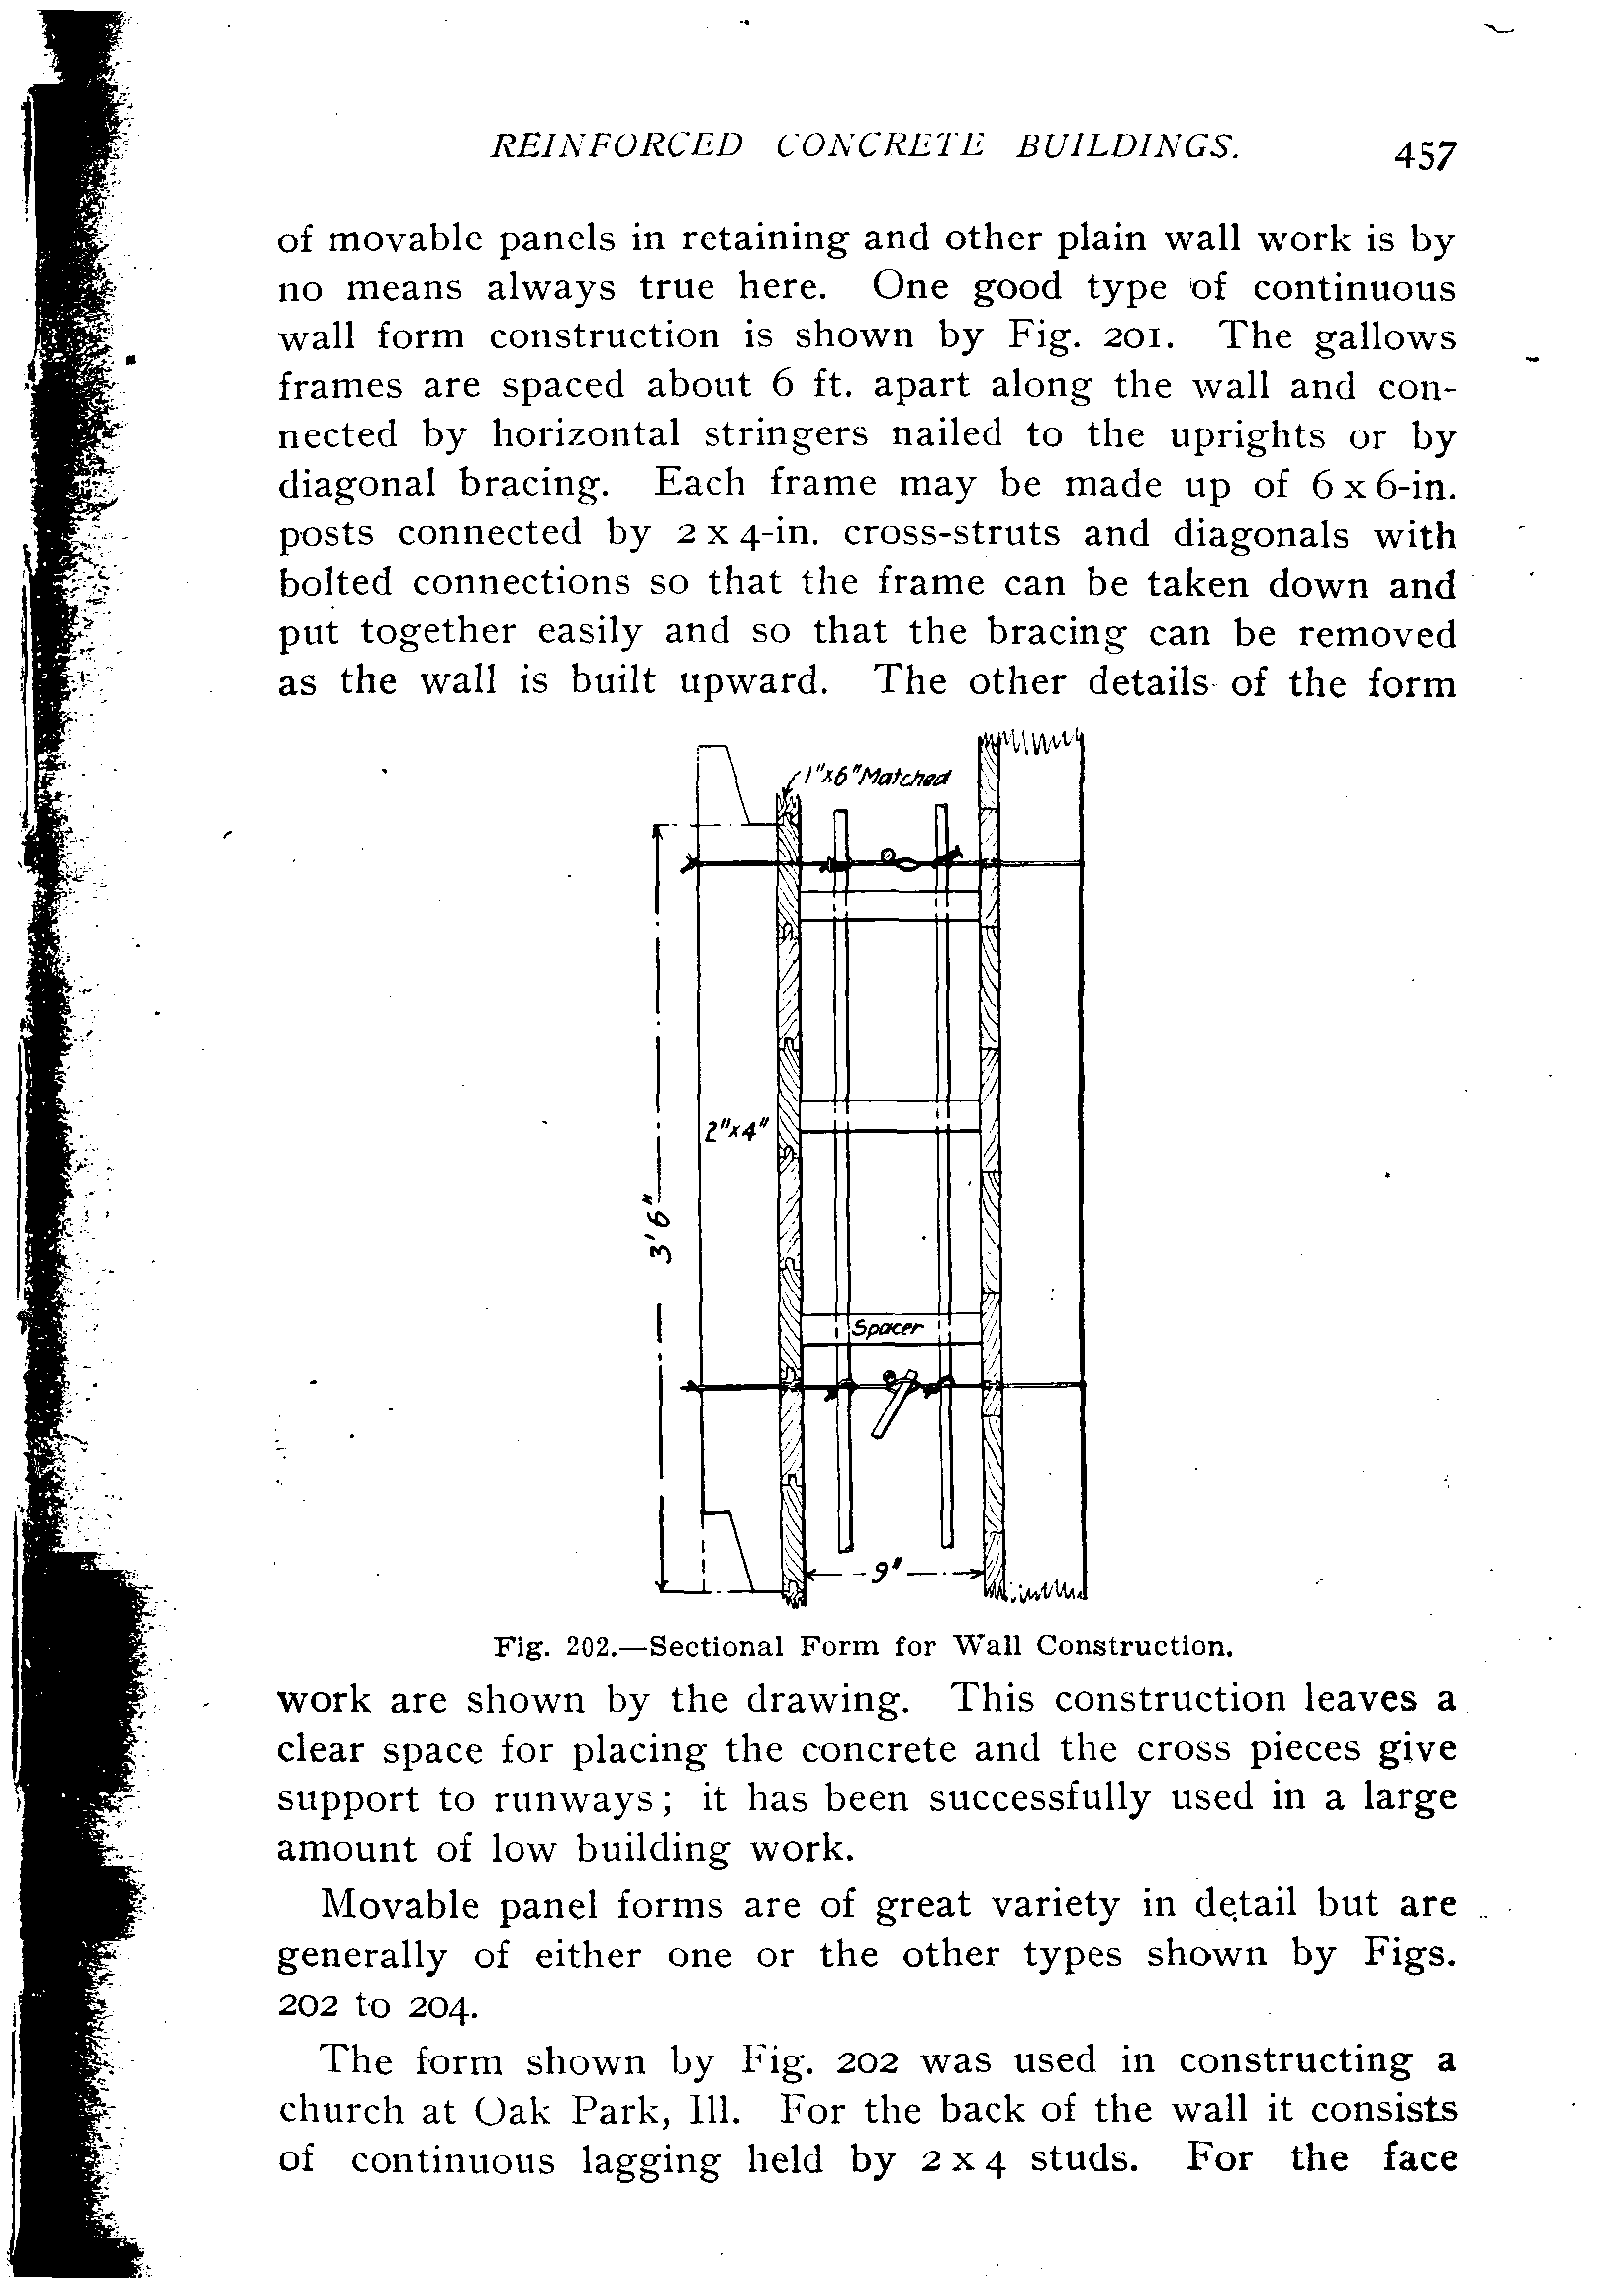 REINFORCED CONCRETE BUILDINGS. 457
of movable panels in retaining and other plain wall work is by
no means always true here. One good type of continuous
wall form construction is shown by Fig. 201. The gallows
frames are spaced about 6 ft. apart along the wall and con-
nected by horizontal stringers nailed to the uprights or by
diagonal bracing. Each frame may be made up of 6 x 6-in.
posts connected by 2 x 4-in. cross-struts and diagonals with
bolted connections so that the frame can be taken down and
put together easily and so that the bracing can be removed
as the wall is built upward. The other details of the form
1"x6" Matched
2"x4"
3'6"
Spacer
9"
Fig. 202.—Sectional Form for Wall Construction.
work are shown by the drawing. This construction leaves a
clear space for placing the concrete and the cross pieces give
support to runways; it has been successfully used in a large
amount of low building work.
Movable panel forms are of great variety in detail but are
generally of either one or the other types shown by Figs.
202 to 204.
The form shown by Fig. 202 was used in constructing a
church at Oak Park, Ill. For the back of the wall it consists
of continuous lagging held by 2 x 4 studs. For the face